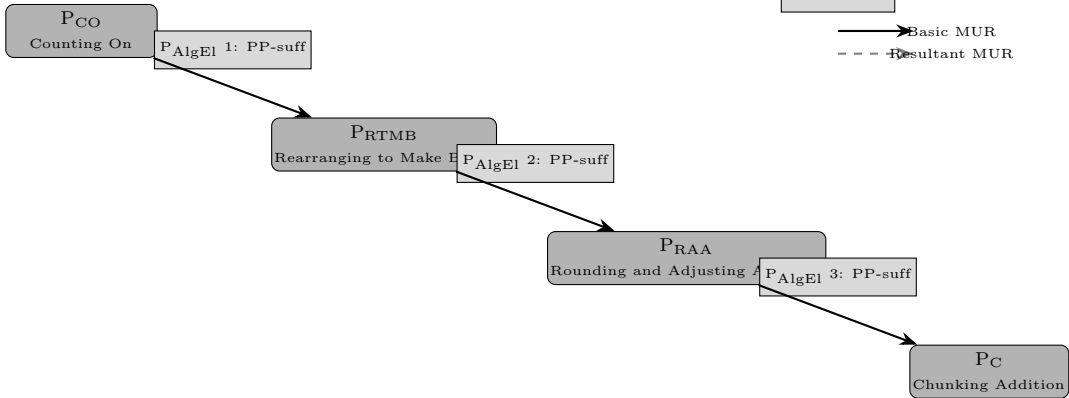 P_CO
Counting On
P_AlgEl 1: PP-suff
Basic MUR
Resultant MUR
P_RTMB
Rearranging to Make
P_AlgEl 2: PP-suff
P_RAA
Rounding and Adjusting
P_AlgEl 3: PP-suff
P_C
Chunking Addition